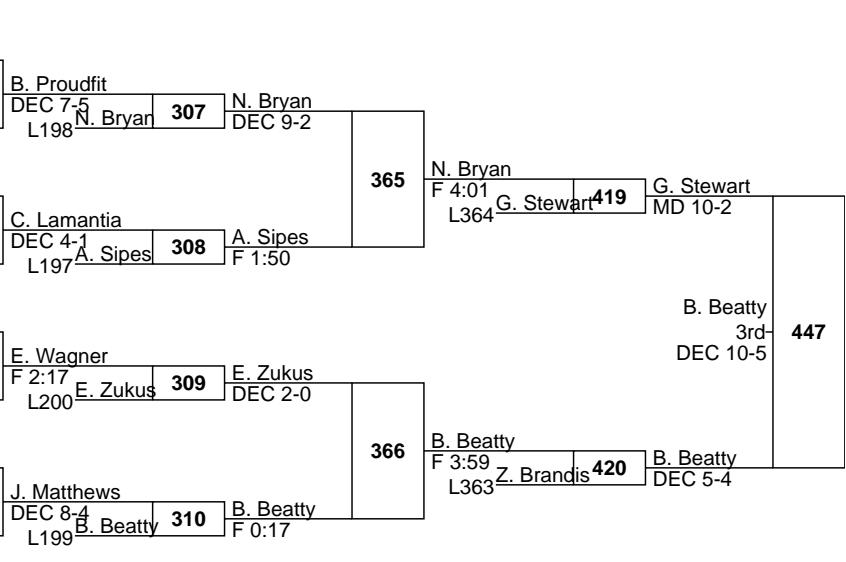 B. Proudfit
DEC 7-5
L198
N. Bryan
307
N. Bryan
DEC 9-2
365
N. Bryan
F 4:01
L364
G. Stewart
419
G. Stewart
MD 10-2
C. Lamantia
DEC 4-1
L197
A. Sipes
308
A. Sipes
F 1:50
B. Beatty
3rd
DEC 10-5
447
E. Wagner
F 2:17
L200
E. Zukus
309
E. Zukus
DEC 2-0
366
B. Beatty
F 3:59
L363
Z. Brandis
420
B. Beatty
DEC 5-4
J. Matthews
DEC 8-4
L199
B. Beatty
310
B. Beatty
F 0:17